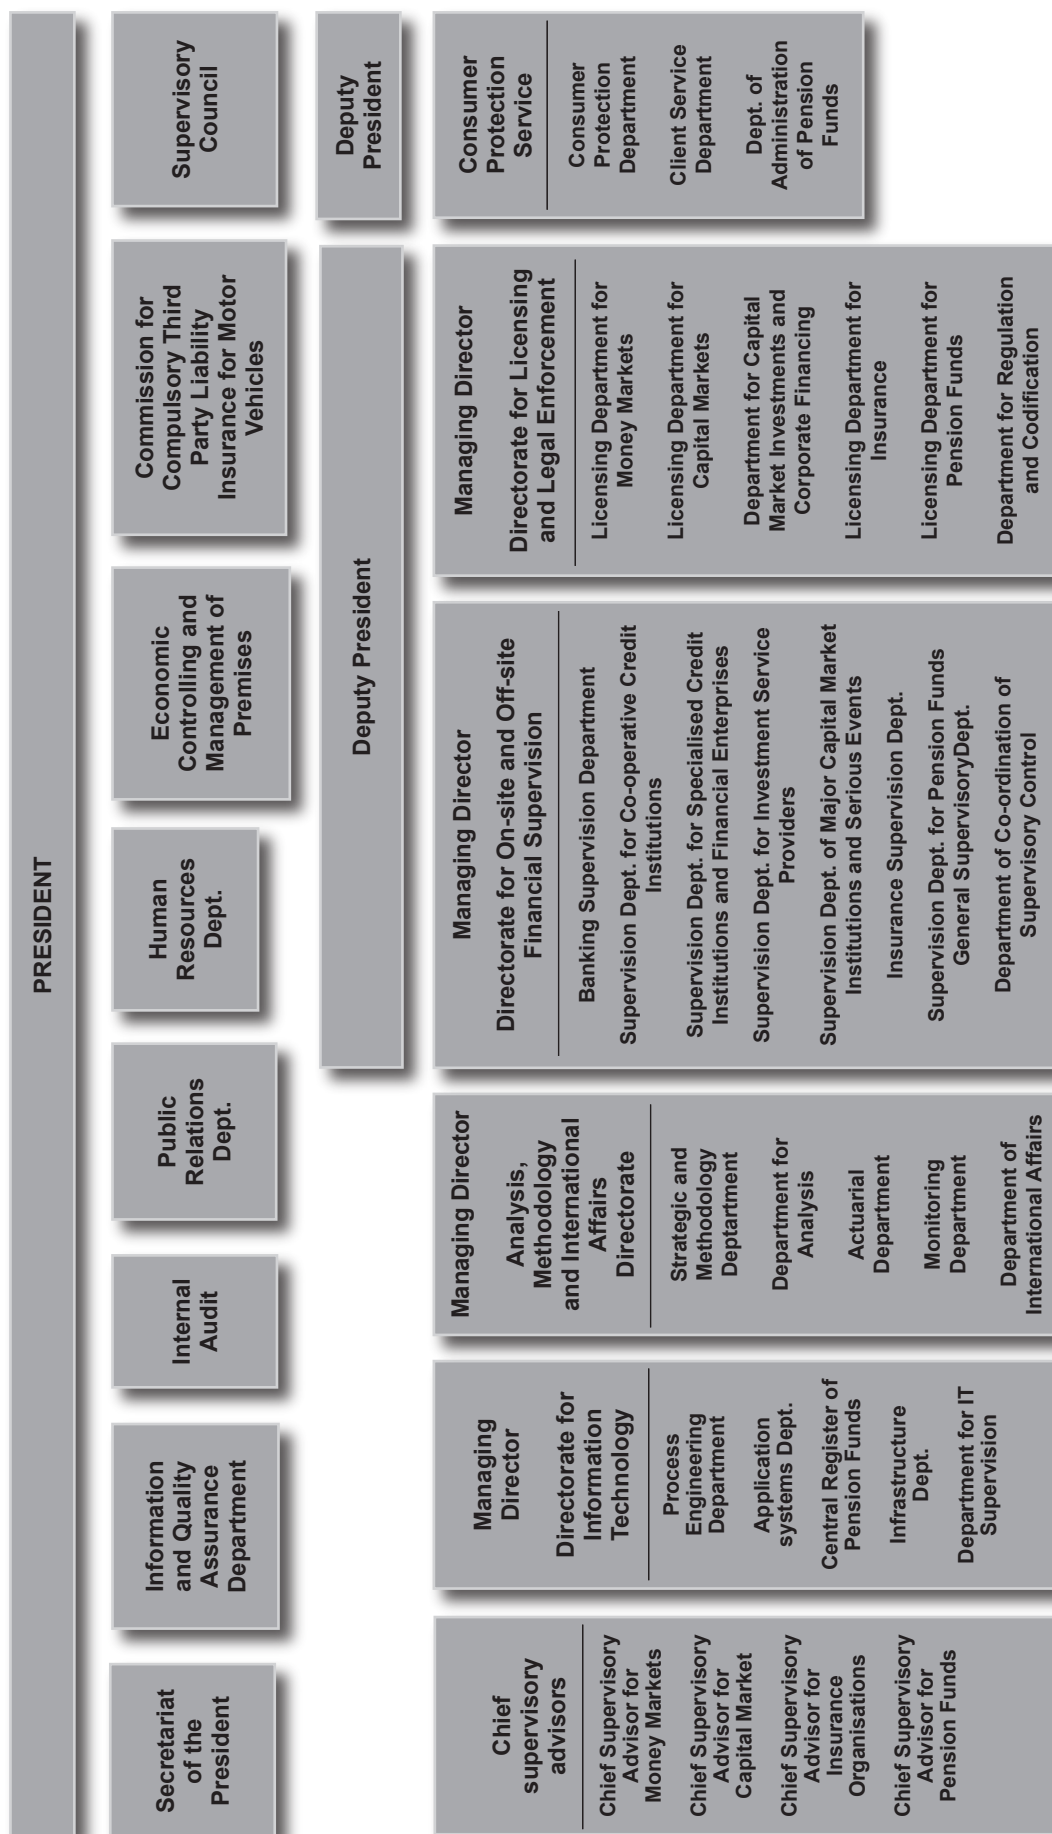 PRESIDENT
Secretariat
of the
President
Information
and Quality
Assurance
Department
Internal
Audit
Public
Relations
Dept.
Human
Resources
Dept.
Economic
Controlling and
Management of
Premises
Commission for
Compulsory Third
Party Liability
Insurance for Motor
Vehicles
Supervisory
Council
Deputy President
Deputy
President
Chief
supervisory
advisors
Chief Supervisory
Advisor for
Money Markets
Chief Supervisory
Advisor for
Capital Market
Chief Supervisory
Advisor for
Insurance
Organisations
Chief Supervisory
Advisor for
Pension Funds
Managing
Director
Directorate for
Information
Technology
Process
Engineering
Department
Application
systems Dept.
Central Register of
Pension Funds
Infrastructure
Dept.
Department for IT
Supervision
Managing Director
Analysis,
Methodology
and International
Affairs
Directorate
Strategic and
Methodology
Deptartment
Department for
Analysis
Actuarial
Department
Monitoring
Department
Department of
International Affairs
Managing Director
Directorate for On-site and Off-site
Financial Supervision
Banking Supervision Department
Supervision Dept. for Co-operative Credit
Institutions
Supervision Dept. for Specialised Credit
Institutions and Financial Enterprises
Supervision Dept. for Investment Service
Providers
Supervision Dept. of Major Capital Market
Institutions and Serious Events
Insurance Supervision Dept.
Supervision Dept. for Pension Funds
General SupervisoryDept.
Department of Co-ordination of
Supervisory Control
Managing Director
Directorate for Licensing
and Legal Enforcement
Licensing Department for
Money Markets
Licensing Department for
Capital Markets
Department for Capital
Market Investments and
Corporate Financing
Licensing Department for
Insurance
Licensing Department for
Pension Funds
Department for Regulation
and Codification
Consumer
Protection
Service
Consumer
Protection
Department
Client Service
Department
Dept. of
Administration
of Pension
Funds